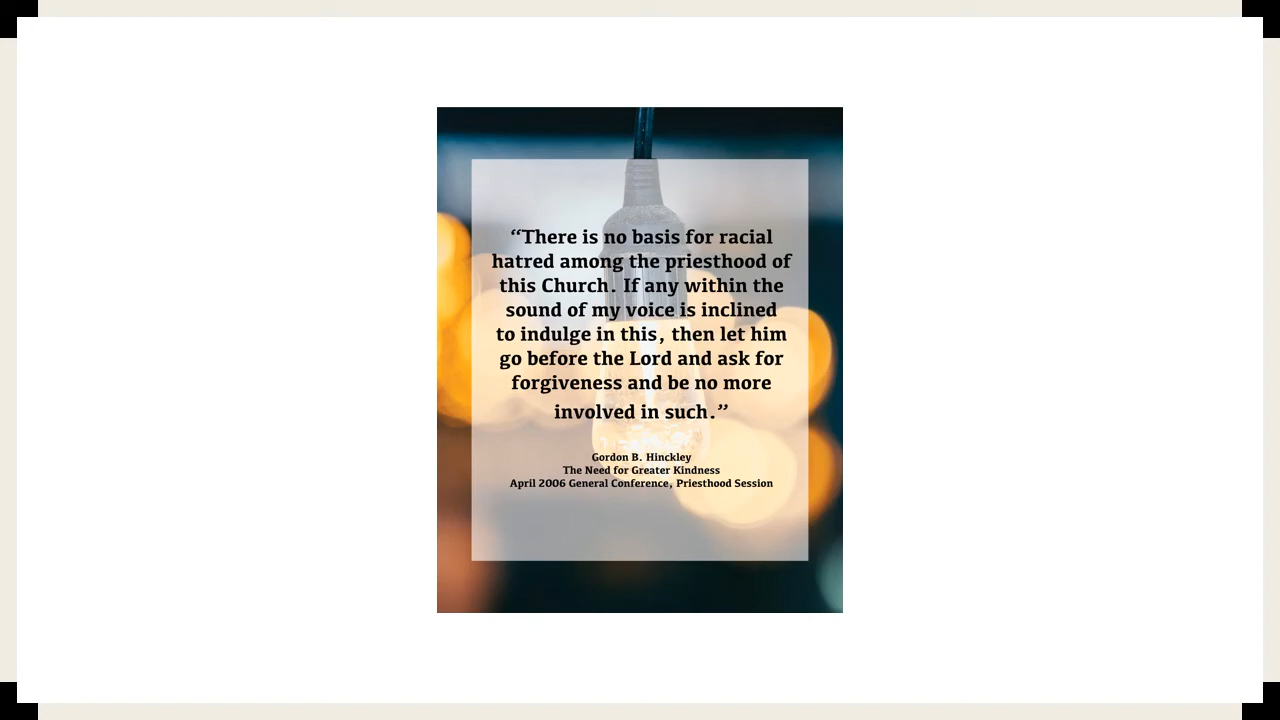 “There is no basis for racial
hatred among the priesthood of
this Church. If any within the
sound of my voice is inclined
to indulge in this, then let him
go before the Lord and ask for
forgiveness and be no more
involved in such.”
Gordon B. Hinckley
The Need for Greater Kindness
April 2006 General Conference, Priesthood Session